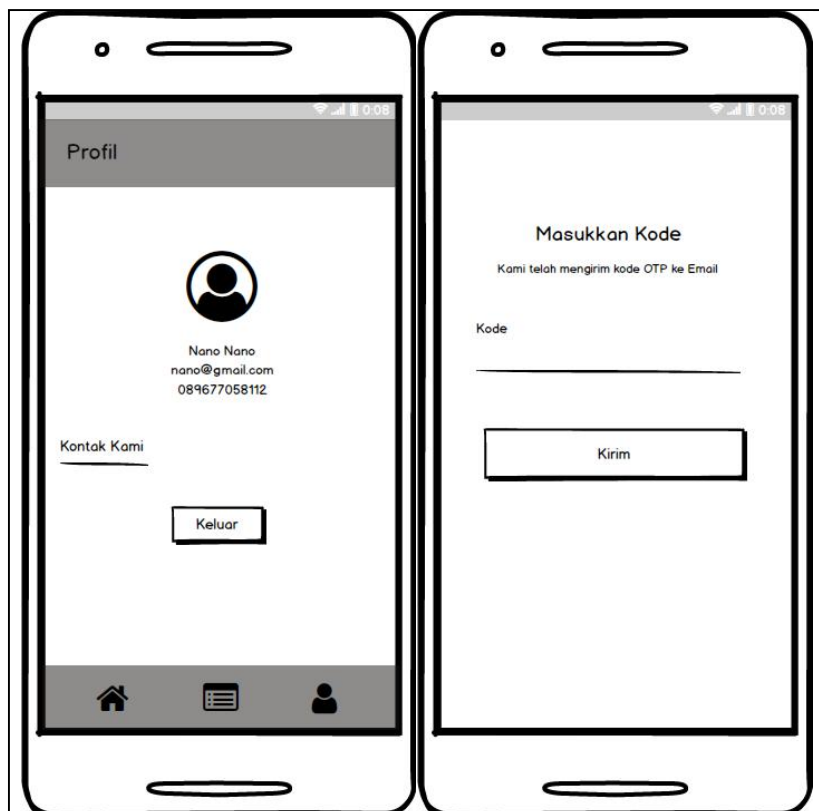 0:08
Profil
Nano Nano
nano@gmail.com
089677058112
Kontak Kami
Keluar
0:08
Masukkan Kode
Kami telah mengirim kode OTP ke Email
Kode
Kirim